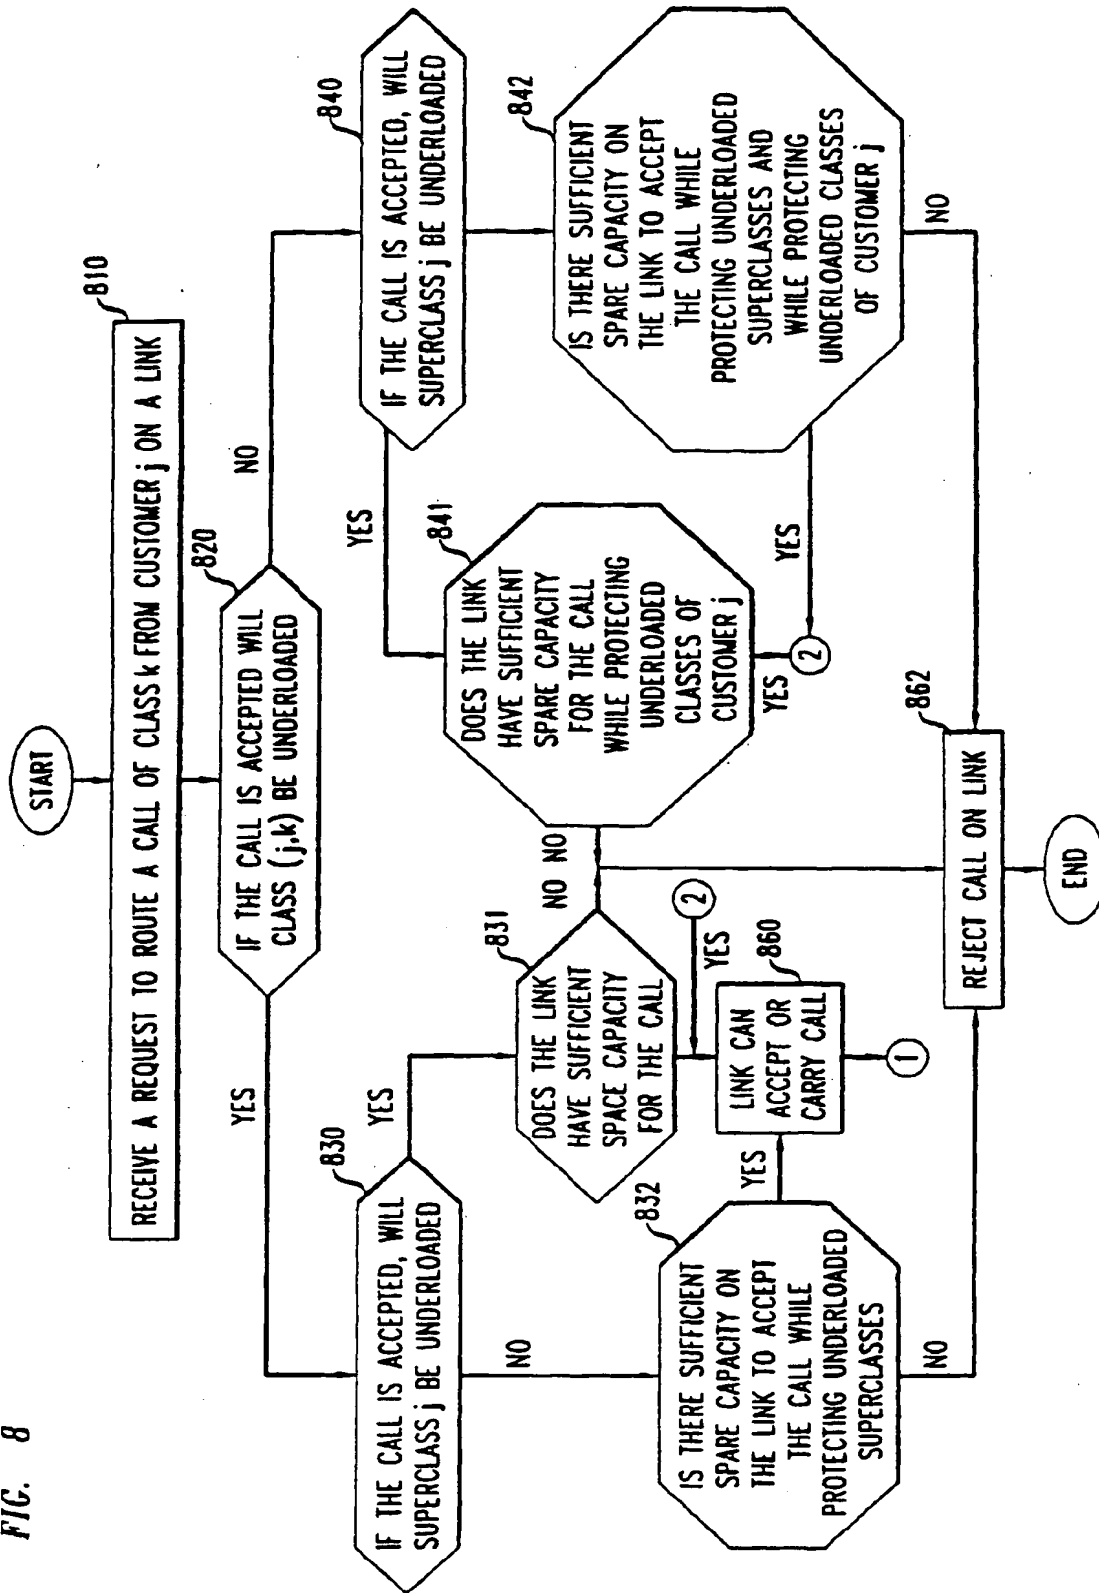 FIG. 8
START
810
RECEIVE A REQUEST TO ROUTE A CALL OF CLASS k FROM CUSTOMER j ON A LINK
820
IF THE CALL IS ACCEPTED WILL
CLASS (j,k) BE UNDERLOADED
YES
NO
830
IF THE CALL IS ACCEPTED, WILL
SUPERCLASS j BE UNDERLOADED
YES
NO
840
IF THE CALL IS ACCEPTED, WILL
SUPERCLASS j BE UNDERLOADED
YES
831
DOES THE LINK
HAVE SUFFICIENT
SPACE CAPACITY
FOR THE CALL
NO
841
DOES THE LINK
HAVE SUFFICIENT
SPARE CAPACITY
FOR THE CALL
WHILE PROTECTING
UNDERLOADED
CLASSES OF
CUSTOMER j
NO
YES
2
842
IS THERE SUFFICIENT
SPARE CAPACITY ON
THE LINK TO ACCEPT
THE CALL WHILE
PROTECTING UNDERLOADED
SUPERCLASSES AND
WHILE PROTECTING
UNDERLOADED CLASSES
OF CUSTOMER j
YES
NO
832
IS THERE SUFFICIENT
SPARE CAPACITY ON
THE LINK TO ACCEPT
THE CALL WHILE
PROTECTING UNDERLOADED
SUPERCLASSES
YES
NO
2
YES
860
LINK CAN
ACCEPT OR
CARRY CALL
1
862
REJECT CALL ON LINK
END